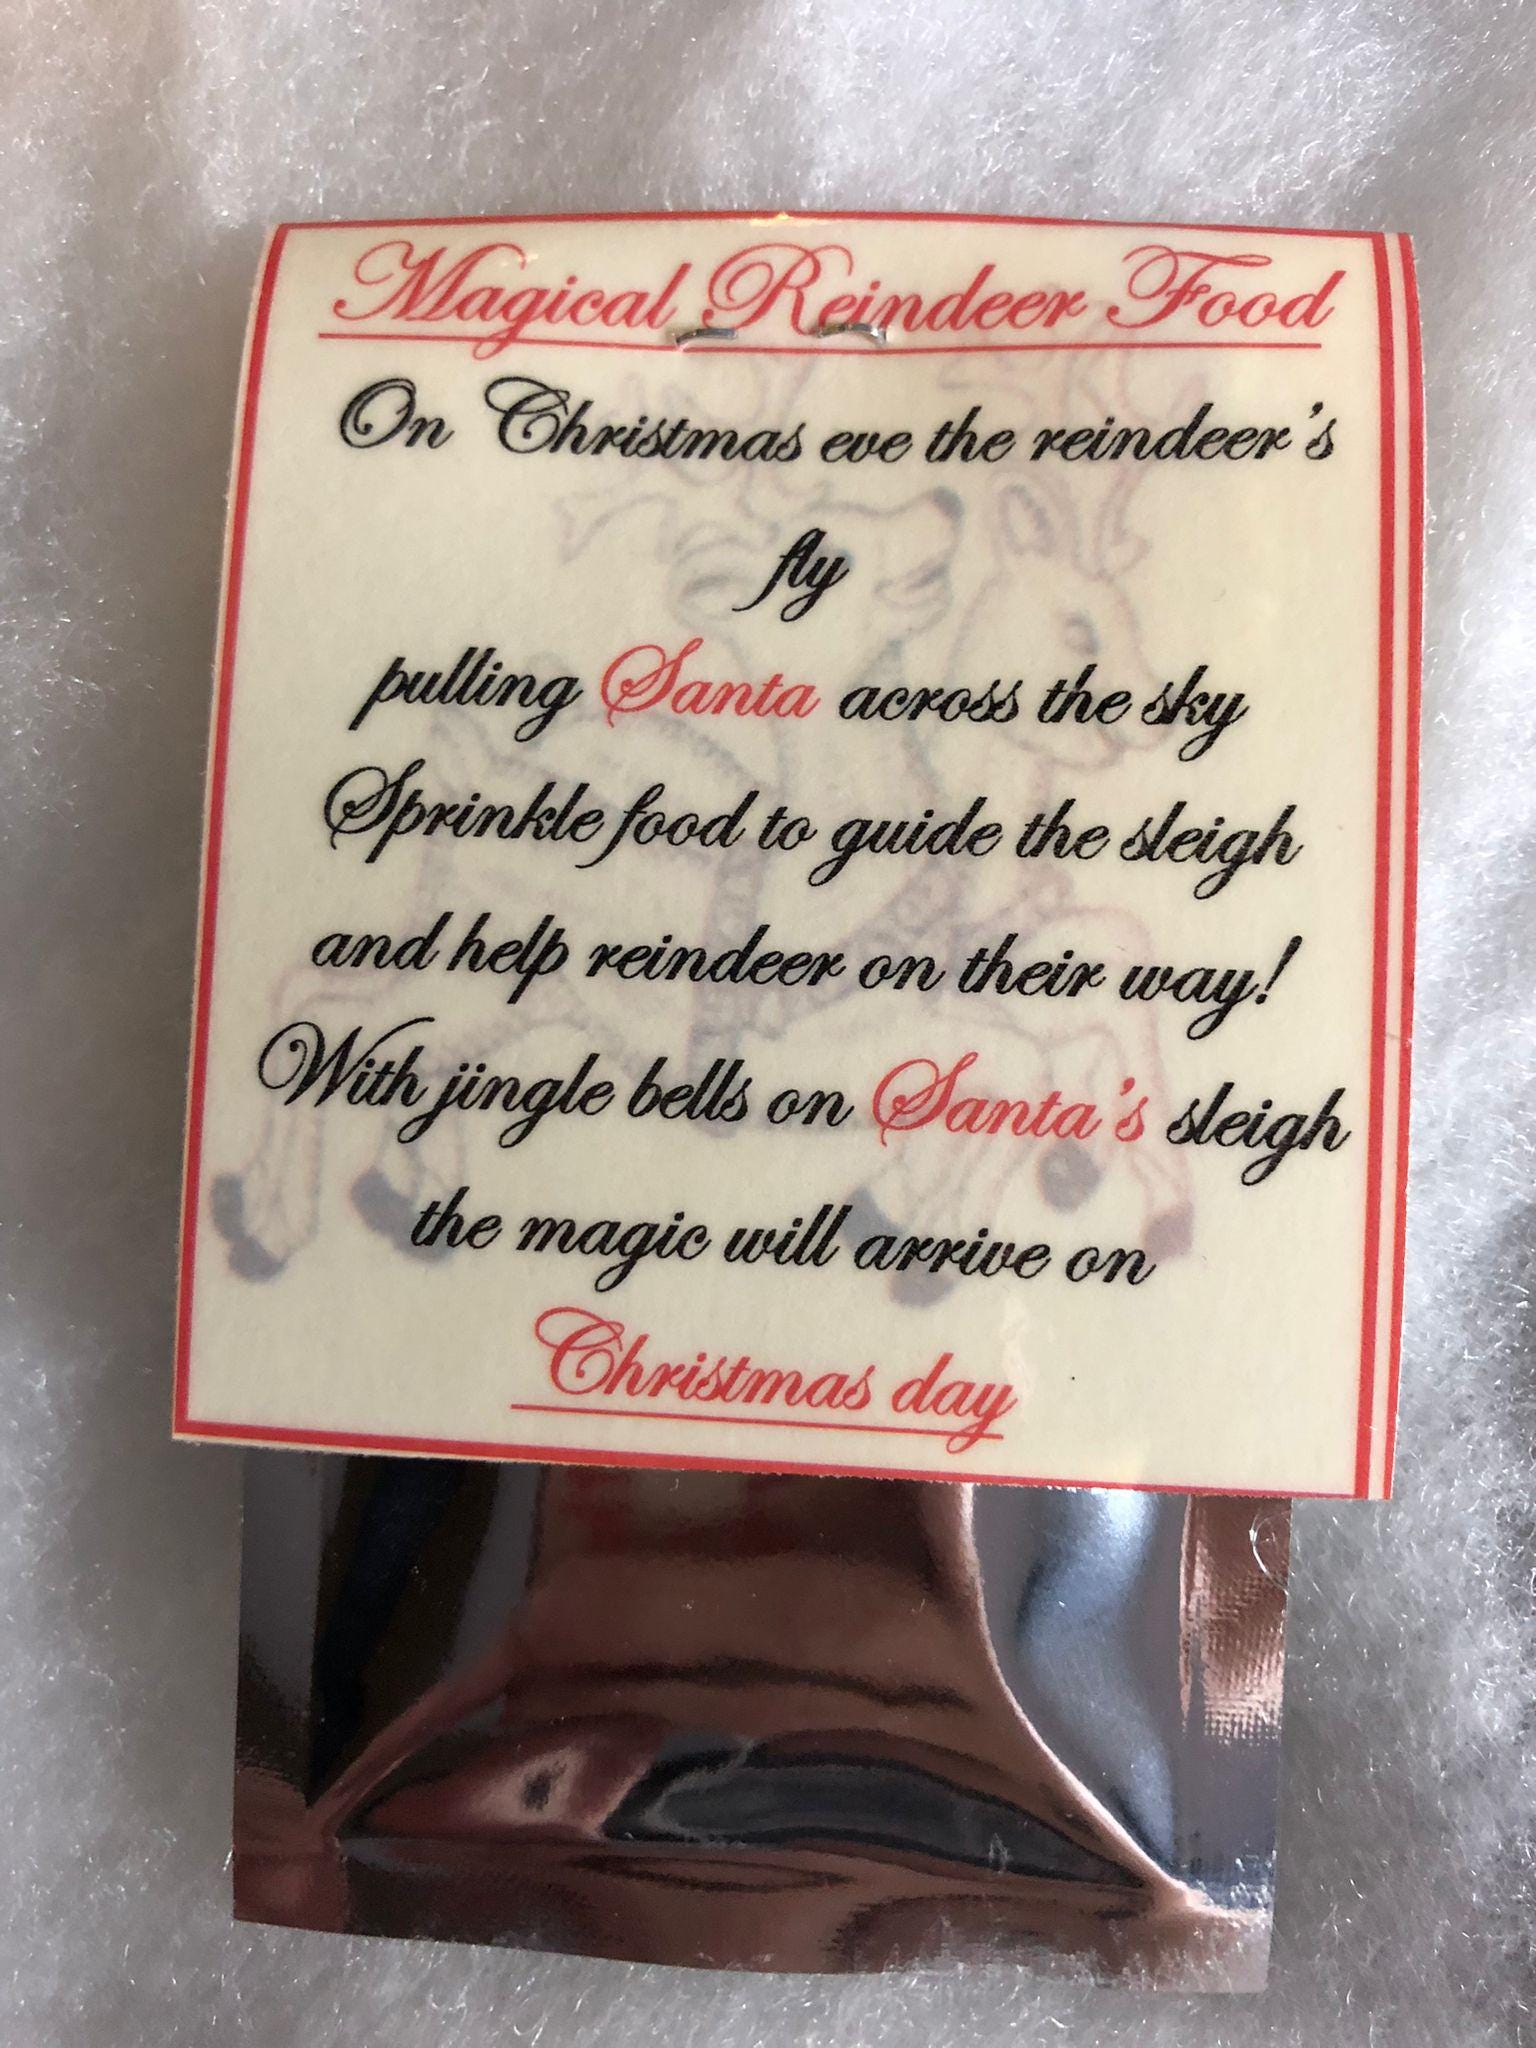 Magical Reindeer Food
On Christmas eve the reindeer's
fly
pulling Santa across the sky
Sprinkle food to guide the sleigh
and help reindeer on their way!
With jingle bells on Santa's sleigh
the magic will arrive on
Christmas day